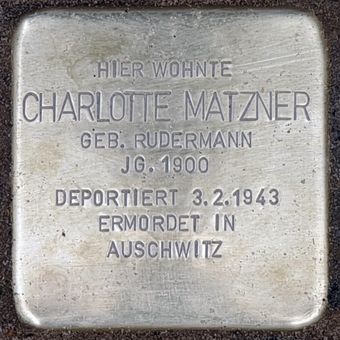 HIER WOHNTE
CHARLOTTE MATZNER
GEB. RUDERMANN
JG. 1900
DEPORTIERT 3.2.1943
ERMORDET IN
AUSCHWITZ